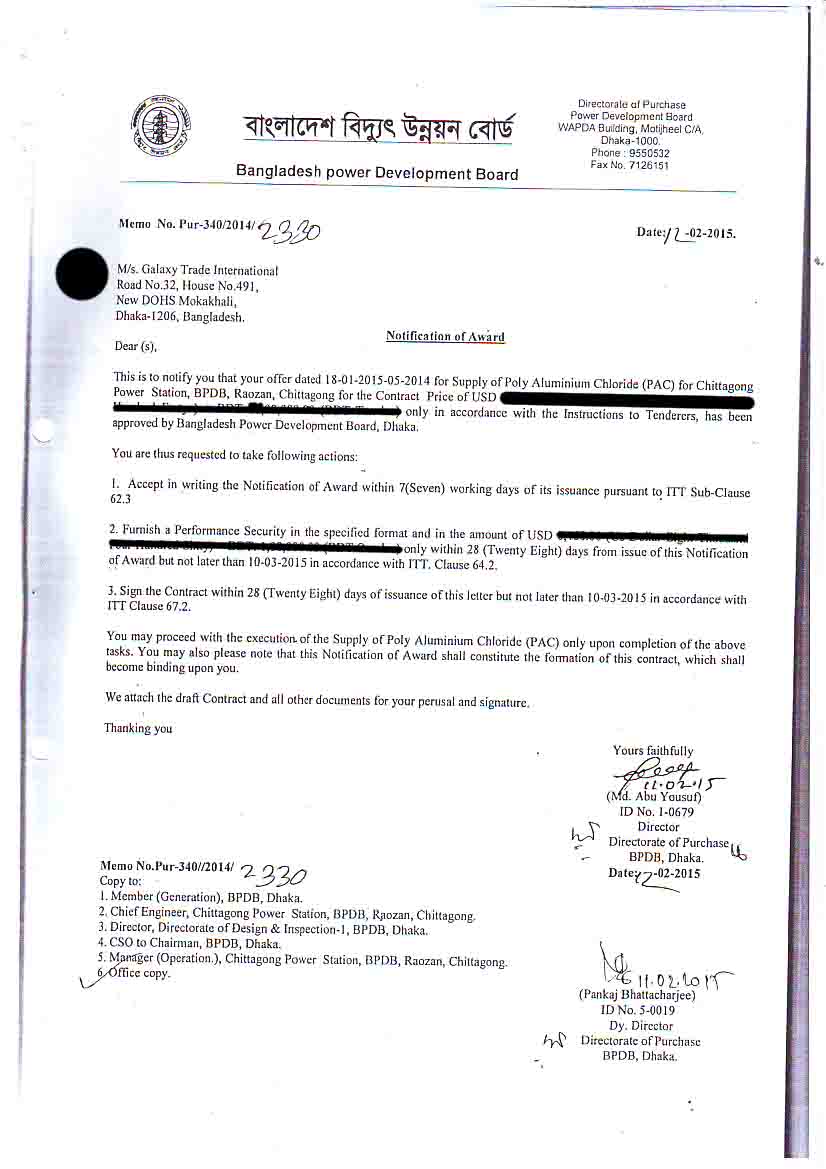 বাংলাদেশ বিদ্যুৎ উন্নয়ন বোর্ড
Bangladesh power Development Board
Directorate of Purchase
Power Development Board
WAPDA Building, Motijheel C/A,
Dhaka-1000.
Phone : 9550532
Fax No. 7126151
Memo No. Pur-340/2014/ 2330
Date: 12-02-2015.
M/s. Galaxy Trade International
Road No.32, House No.491,
New DOHS Mokakhali,
Dhaka-1206, Bangladesh.
Notification of Award
Dear (s),
This is to notify you that your offer dated 18-01-2015-05-2014 for Supply of Poly Aluminium Chloride (PAC) for Chittagong
Power Station, BPDB, Raozan, Chittagong for the Contract Price of USD
only in accordance with the Instructions to Tenderers, has been
approved by Bangladesh Power Development Board, Dhaka.
You are thus requested to take following actions:
1. Accept in writing the Notification of Award within 7(Seven) working days of its issuance pursuant to ITT Sub-Clause
62.3
2. Furnish a Performance Security in the specified format and in the amount of USD
only within 28 (Twenty Eight) days from issue of this Notification
of Award but not later than 10-03-2015 in accordance with ITT. Clause 64.2.
3. Sign the Contract within 28 (Twenty Eight) days of issuance of this letter but not later than 10-03-2015 in accordance with
ITT Clause 67.2.
You may proceed with the execution of the Supply of Poly Aluminium Chloride (PAC) only upon completion of the above
tasks. You may also please note that this Notification of Award shall constitute the formation of this contract, which shall
become binding upon you.
We attach the draft Contract and all other documents for your perusal and signature.
Thanking you
Yours faithfully
11.02.15
(Md. Abu Yousuf)
ID No. 1-0679
Director
Directorate of Purchase
BPDB, Dhaka.
Date: 12-02-2015
Memo No.Pur-340//2014/ 2330
Copy to:
1. Member (Generation), BPDB, Dhaka.
2. Chief Engineer, Chittagong Power Station, BPDB, Raozan, Chittagong.
3. Director, Directorate of Design & Inspection-1, BPDB, Dhaka.
4. CSO to Chairman, BPDB, Dhaka.
5. Manager (Operation.), Chittagong Power Station, BPDB, Raozan, Chittagong.
6. Office copy.
11.02.2015
(Pankaj Bhattacharjee)
ID No. 5-0019
Dy. Director
Directorate of Purchase
BPDB, Dhaka.